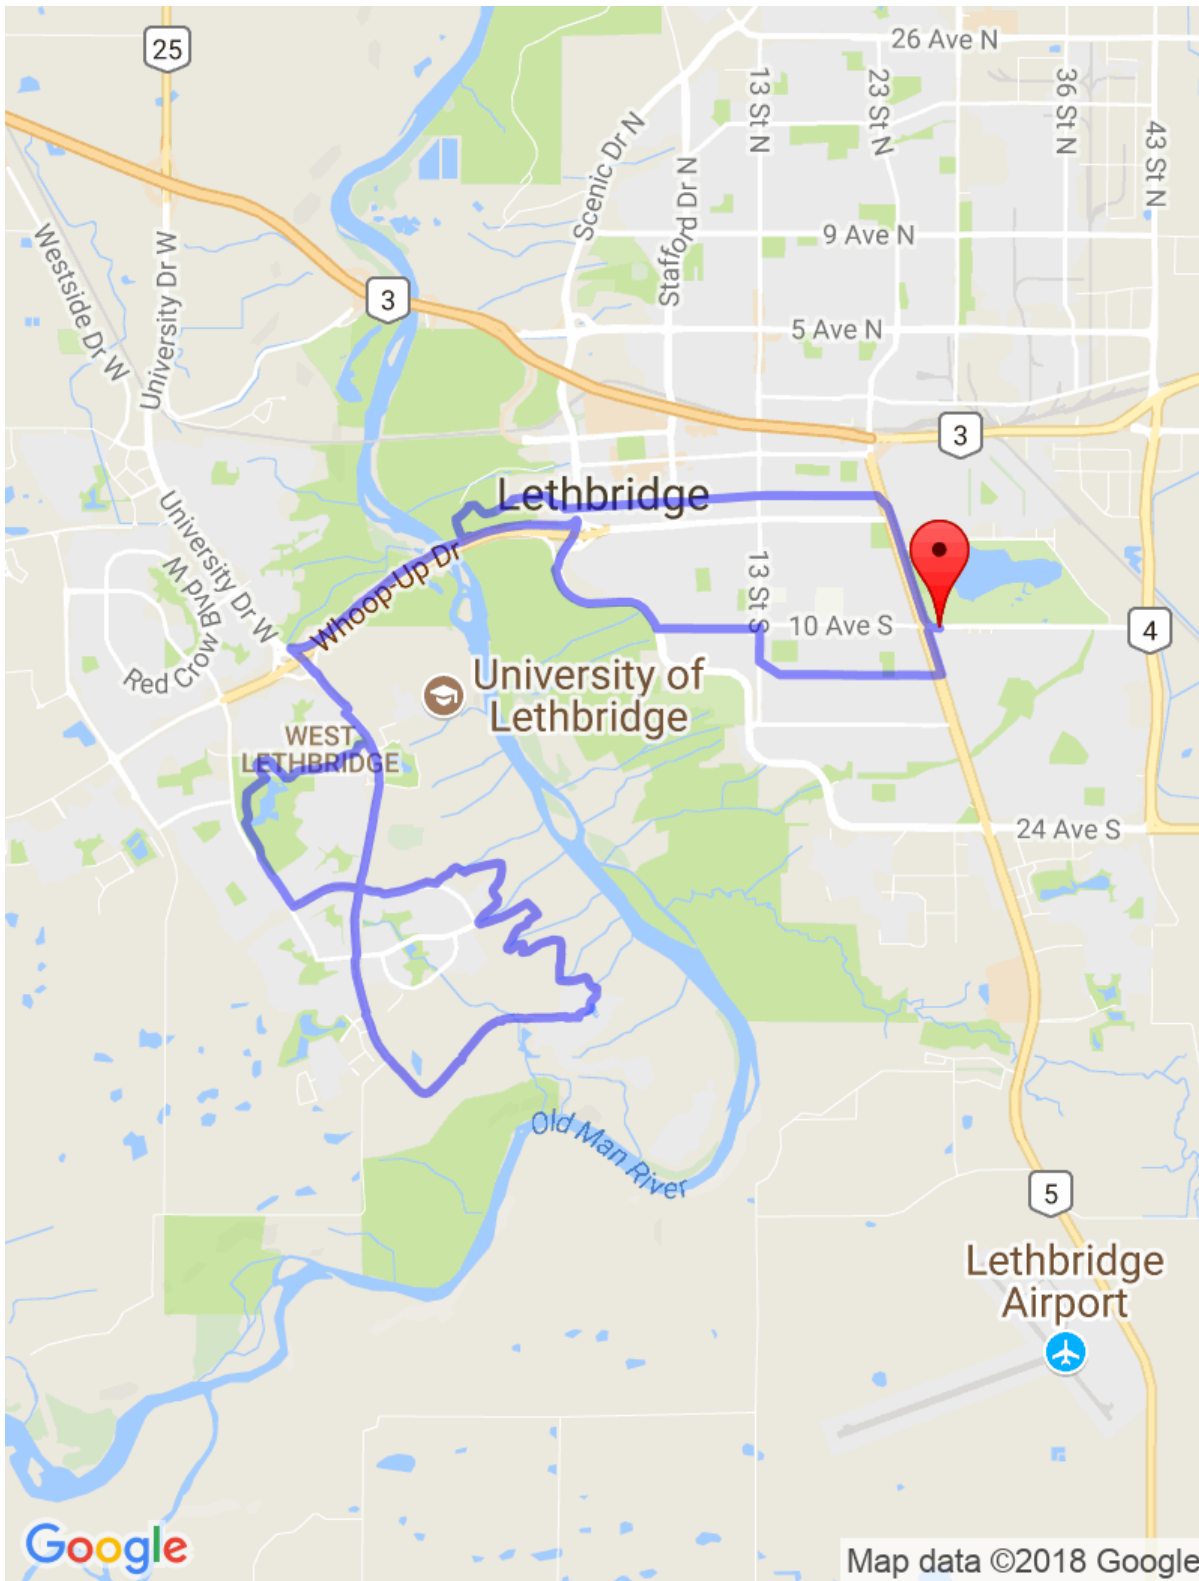 25
26 Ave N
13 St N
23 St N
36 St N
43 St N
Scenic Dr N
Stafford Dr N
9 Ave N
Westside Dr W
University Dr W
3
5 Ave N
3
Lethbridge
University Dr W
Whoop-Up Dr
Red Crow Blvd W
13 St S
10 Ave S
4
University of
Lethbridge
WEST
LETHBRIDGE
24 Ave S
Old Man River
5
Lethbridge
Airport
Google
Map data ©2018 Google